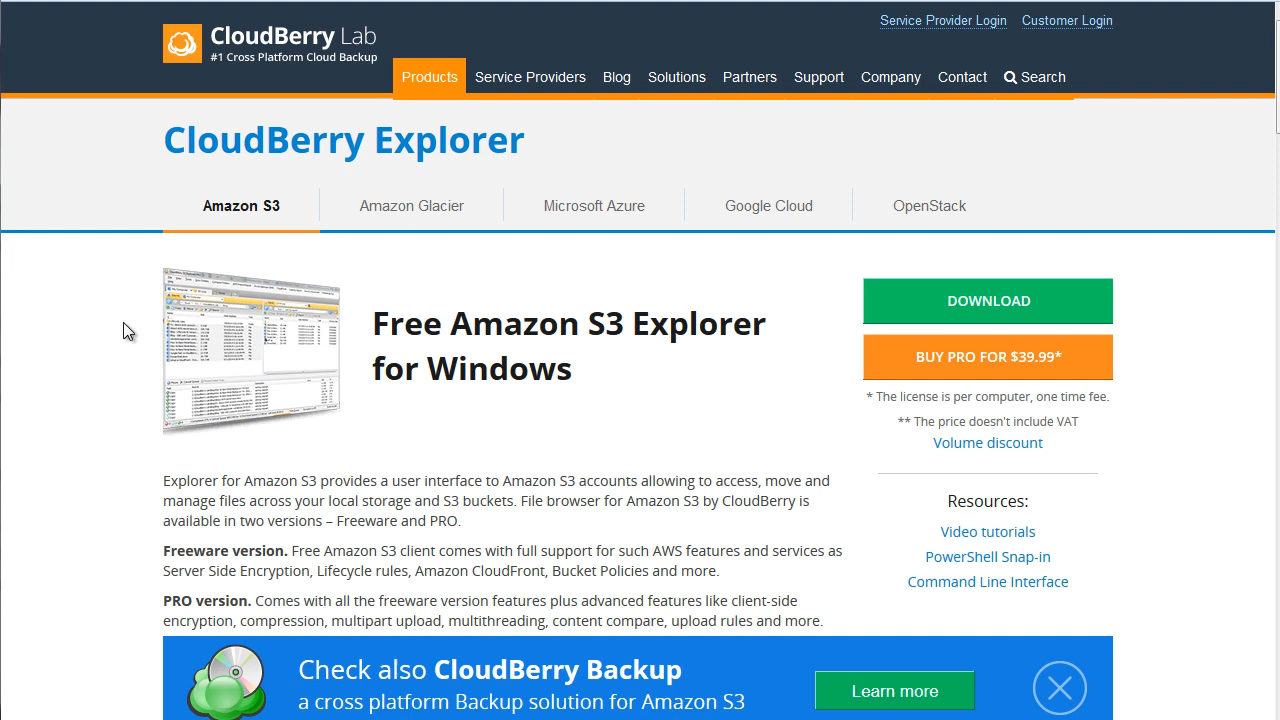 CloudBerry Lab
#1 Cross Platform Cloud Backup
Service Provider Login Customer Login
Products Service Providers Blog Solutions Partners Support Company Contact Search
CloudBerry Explorer
Amazon S3 Amazon Glacier Microsoft Azure Google Cloud OpenStack
Free Amazon S3 Explorer
for Windows
DOWNLOAD
BUY PRO FOR $39.99*
* The license is per computer, one time fee.
** The price doesn't include VAT
Volume discount
Explorer for Amazon S3 provides a user interface to Amazon S3 accounts allowing to access, move and
manage files across your local storage and S3 buckets. File browser for Amazon S3 by CloudBerry is
available in two versions – Freeware and PRO.
Freeware version. Free Amazon S3 client comes with full support for such AWS features and services as
Server Side Encryption, Lifecycle rules, Amazon CloudFront, Bucket Policies and more.
PRO version. Comes with all the freeware version features plus advanced features like client-side
encryption, compression, multipart upload, multithreading, content compare, upload rules and more.
Resources:
Video tutorials
PowerShell Snap-in
Command Line Interface
Check also CloudBerry Backup
a cross platform Backup solution for Amazon S3
Learn more